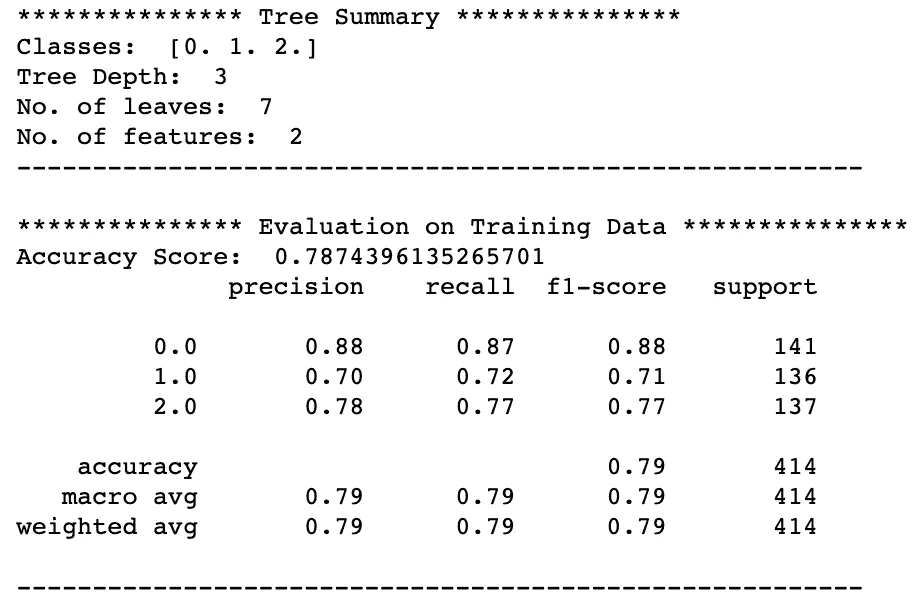 *************** Tree Summary ***************
Classes:  [0. 1. 2.]
Tree Depth:  3
No. of leaves:  7
No. of features:  2
--------------------------------------------------------
*************** Evaluation on Training Data ***************
Accuracy Score:  0.7874396135265701
              precision    recall  f1-score   support
         0.0       0.88      0.87      0.88       141
         1.0       0.70      0.72      0.71       136
         2.0       0.78      0.77      0.77       137
    accuracy                           0.79       414
   macro avg       0.79      0.79      0.79       414
weighted avg       0.79      0.79      0.79       414
--------------------------------------------------------